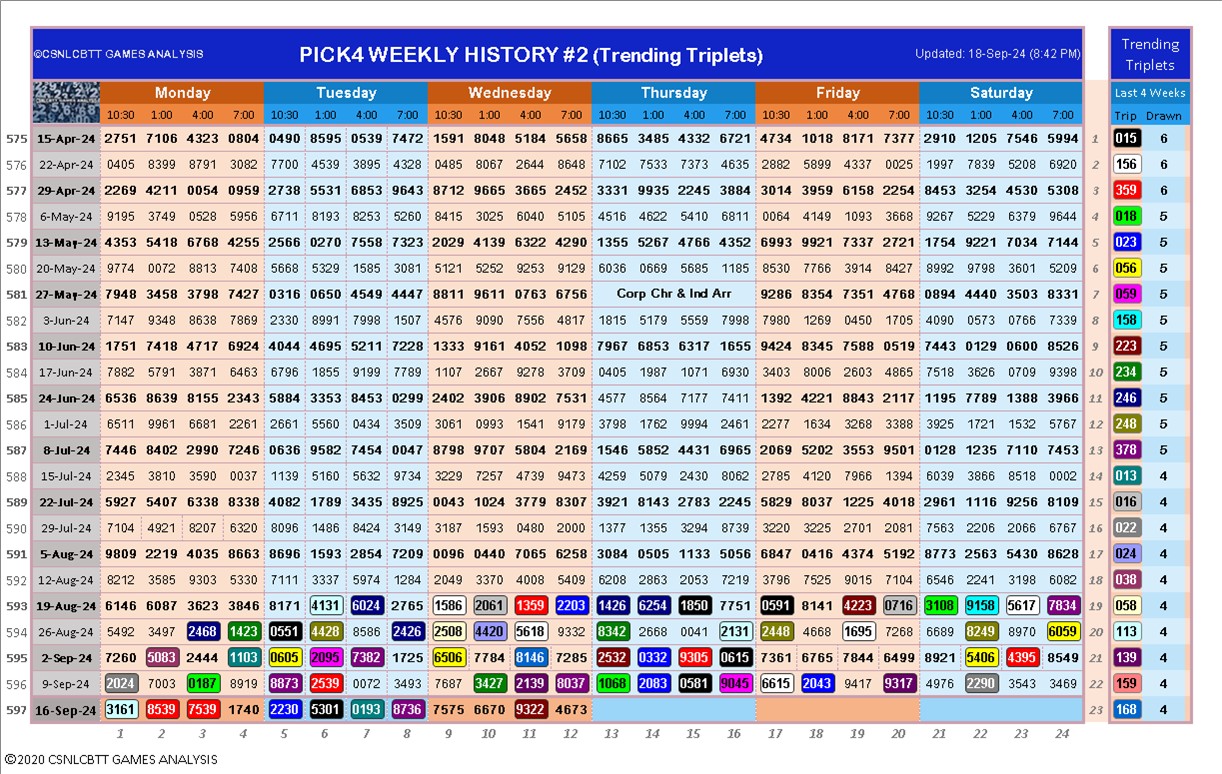 ©CSNLCBTT GAMES ANALYSIS PICK4 WEEKLY HISTORY #2 (Trending Triplets) Updated: 18-Sep-24 (8:42 PM) Trending
Triplets
Monday Tuesday Wednesday Thursday Friday Saturday Last 4 Weeks
10:30 1:00 4:00 7:00 10:30 1:00 4:00 7:00 10:30 1:00 4:00 7:00 10:30 1:00 4:00 7:00 10:30 1:00 4:00 7:00 10:30 1:00 4:00 7:00 Trip Drawn
575 15-Apr-24 2751 7106 4323 0804 0490 8595 0539 7472 1591 8048 5184 5658 8665 3485 4332 6721 4734 1018 8171 7377 2910 1205 7546 5994 1 015 6
576 22-Apr-24 0405 8399 8791 3082 7700 4539 3895 4328 0485 8067 2644 8648 7102 7533 7373 4635 2882 5899 4337 0025 1997 7839 5208 6920 2 156 6
577 29-Apr-24 2269 4211 0054 0959 2738 5531 6853 9643 8712 9665 3665 2452 3331 9935 2245 3884 3014 3959 6158 2254 8453 3254 4530 5308 3 359 6
578 6-May-24 9195 3749 0528 5956 6711 8193 8253 5260 8415 3025 6040 5105 4516 4622 5410 6811 0064 4149 1093 3668 9267 5229 6379 9644 4 018 5
579 13-May-24 4353 5418 6768 4255 2566 0270 7558 7323 2029 4139 6322 4290 1355 5267 4766 4352 6993 9921 7337 2721 1754 9221 7034 7144 5 023 5
580 20-May-24 9774 0072 8813 7408 5668 5329 1585 3081 5121 5252 9253 9129 6036 0669 5685 1185 8530 7766 3914 8427 8992 9798 3601 5209 6 056 5
581 27-May-24 7948 3458 3798 7427 0316 0650 4549 4447 8811 9611 0763 6756 Corp Chr & Ind Arr 9286 8354 7351 4768 0894 4440 3503 8331 7 059 5
582 3-Jun-24 7147 9348 8638 7869 2330 8991 7998 1507 4576 9090 7556 4817 1815 5179 5559 7998 7980 1269 0450 1705 4090 0573 0766 7339 8 158 5
583 10-Jun-24 1751 7418 4717 6924 4044 4695 5211 7228 1333 9161 4052 1098 7967 6853 6317 1655 9424 8345 7588 0519 7443 0129 0600 8526 9 223 5
584 17-Jun-24 7882 5791 3871 6463 6796 1855 9199 7789 1107 2667 9278 3709 0405 1987 1071 6930 3403 8006 2603 4865 7518 3626 0709 9398 10 234 5
585 24-Jun-24 6536 8639 8155 2343 5884 3353 8453 0299 2402 3906 8902 7531 4577 8564 7177 7411 1392 4221 8843 2117 1195 7789 1388 3966 11 246 5
586 1-Jul-24 6511 9961 6681 2261 2661 5560 0434 3509 3061 0993 1541 9179 3798 1762 9994 2461 2277 1634 3268 3388 3925 1721 1532 5767 12 248 5
587 8-Jul-24 7446 8402 2990 7246 0636 9582 7454 0047 8798 9707 5804 2169 1546 5852 4431 6965 2069 5202 3553 9501 0128 1235 7110 7453 13 378 5
588 15-Jul-24 2345 3810 3590 0037 1139 5160 5632 9734 3229 7257 4739 9473 4259 5079 2430 8062 2785 4120 7966 1394 6039 3866 8518 0002 14 013 4
589 22-Jul-24 5927 5407 6338 8338 4082 1789 3435 8925 0043 1024 3779 8307 3921 8143 2783 2245 5829 8037 1225 4018 2961 1116 9256 8109 15 016 4
590 29-Jul-24 7104 4921 8207 6320 8096 1486 8424 3149 3187 1593 0480 2000 1377 1355 3294 8739 3220 3225 2701 2081 7563 2206 2066 6767 16 022 4
591 5-Aug-24 9809 2219 4035 8663 8696 1593 2854 7209 0096 0440 7065 6258 3084 0505 1133 5056 6847 0416 4374 5192 8773 2563 5430 8628 17 024 4
592 12-Aug-24 8212 3585 9303 5330 7111 3337 5974 1284 2049 3370 4008 5409 6208 2863 2053 7219 3796 7525 9015 7104 6546 2241 3198 6082 18 038 4
593 19-Aug-24 6146 6087 3623 3846 8171 4131 6024 2765 1586 2061 1359 2203 1426 6254 1850 7751 0591 8141 4223 0716 3108 9158 5617 7834 19 058 4
594 26-Aug-24 5492 3497 2468 1423 0551 4428 8586 2426 2508 4420 5618 9332 8342 2668 0041 2131 2448 4668 1695 7268 6689 8249 8970 6059 20 113 4
595 2-Sep-24 7260 5083 2444 1103 0605 2095 7382 1725 6506 7784 8146 7285 2532 0332 9305 0615 7361 6765 7844 6499 8921 5406 4395 8549 21 139 4
596 9-Sep-24 2024 7003 0187 8919 8873 2539 0072 3493 7687 3427 2139 8037 1068 2083 0581 9045 6615 2043 9417 9317 4976 2290 3543 3469 22 159 4
597 16-Sep-24 3161 8539 7539 1740 2230 5301 0193 8736 7575 6670 9322 4673 23 168 4
1 2 3 4 5 6 7 8 9 10 11 12 13 14 15 16 17 18 19 20 21 22 23 24
©2020 CSNLCBTT GAMES ANALYSIS